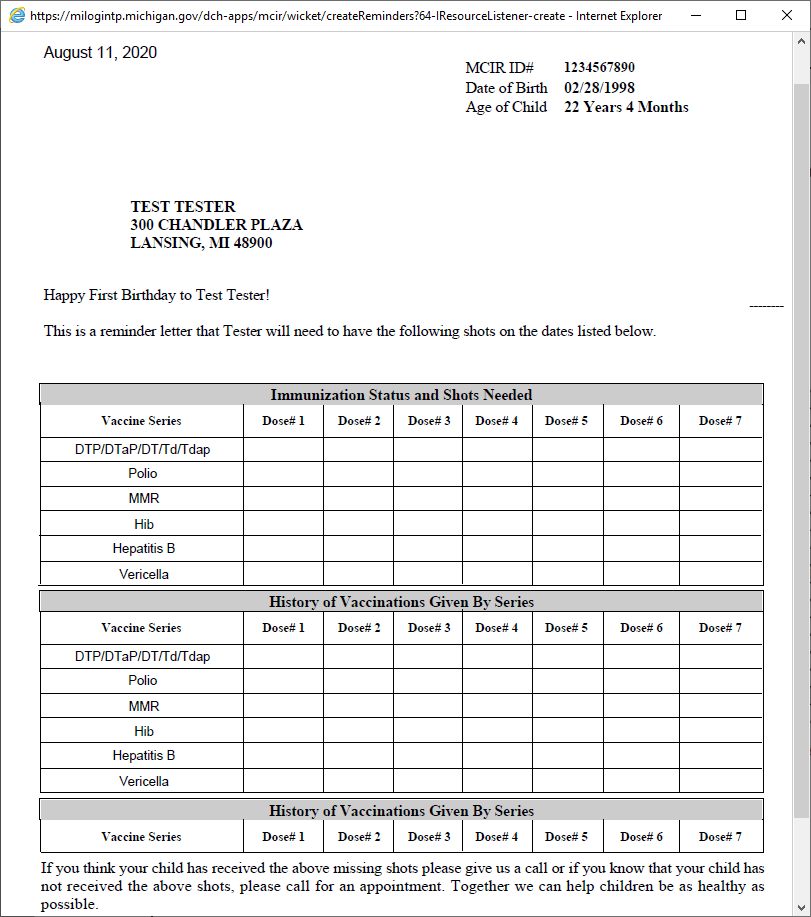 https://milogintp.michigan.gov/dch-apps/mcir/wicket/createReminders?64-IResourceListener-create - Internet Explorer
August 11, 2020
MCIR ID# 1234567890
Date of Birth 02/28/1998
Age of Child 22 Years 4 Months
TEST TESTER
300 CHANDLER PLAZA
LANSING, MI 48900
Happy First Birthday to Test Tester!
--------
This is a reminder letter that Tester will need to have the following shots on the dates listed below.
Immunization Status and Shots Needed
Vaccine Series Dose# 1 Dose# 2 Dose# 3 Dose# 4 Dose# 5 Dose# 6 Dose# 7
DTP/DTaP/DT/Td/Tdap
Polio
MMR
Hib
Hepatitis B
Vericella
History of Vaccinations Given By Series
Vaccine Series Dose# 1 Dose# 2 Dose# 3 Dose# 4 Dose# 5 Dose# 6 Dose# 7
DTP/DTaP/DT/Td/Tdap
Polio
MMR
Hib
Hepatitis B
Vericella
History of Vaccinations Given By Series
Vaccine Series Dose# 1 Dose# 2 Dose# 3 Dose# 4 Dose# 5 Dose# 6 Dose# 7
If you think your child has received the above missing shots please give us a call or if you know that your child has
not received the above shots, please call for an appointment. Together we can help children be as healthy as
possible.